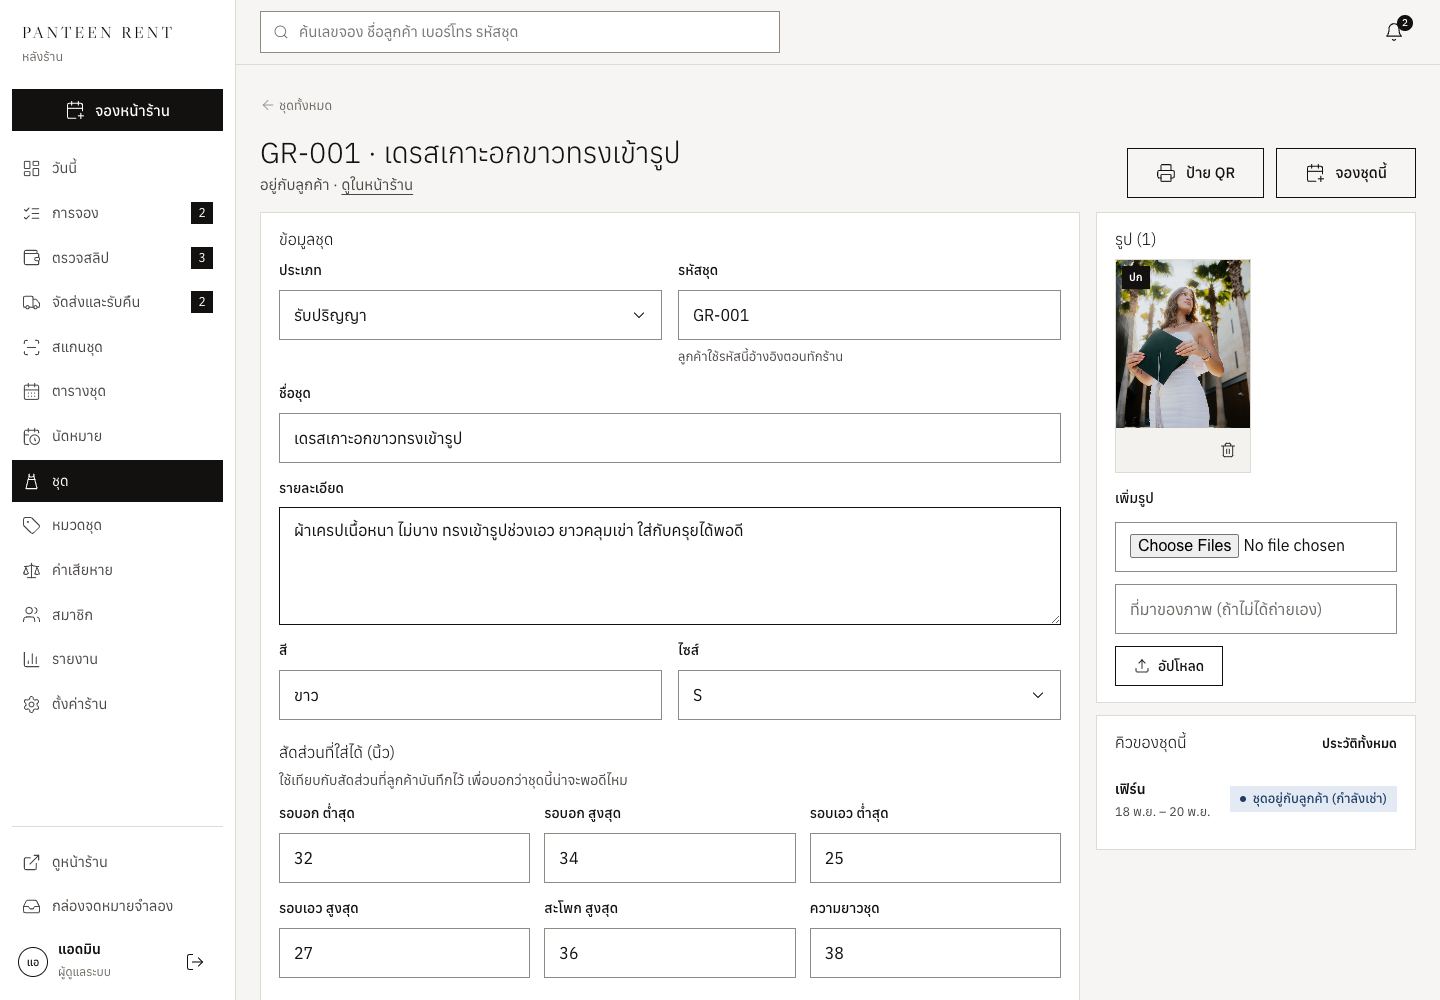 PANTEEN RENT
หลังร้าน
จองหน้าร้าน
วันนี้
การจอง 2
ตรวจสลิป 3
จัดส่งและรับคืน 2
สแกนชุด
ตารางชุด
นัดหมาย
ชุด
หมวดชุด
ค่าเสียหาย
สมาชิก
รายงาน
ตั้งค่าร้าน
ดูหน้าร้าน
กล่องจดหมายจำลอง
แอ
แอดมิน
ผู้ดูแลระบบ
ค้นเลขจอง ชื่อลูกค้า เบอร์โทร รหัสชุด
2
ชุดทั้งหมด
GR-001 · เดรสเกาะอกขาวทรงเข้ารูป
อยู่กับลูกค้า · ดูในหน้าร้าน
ป้าย QR
จองชุดนี้
ข้อมูลชุด
ประเภท
รับปริญญา
รหัสชุด
GR-001
ลูกค้าใช้รหัสนี้อ้างอิงตอนทักร้าน
ชื่อชุด
เดรสเกาะอกขาวทรงเข้ารูป
รายละเอียด
ผ้าเครปเนื้อหนา ไม่บาง ทรงเข้ารูปช่วงเอว ยาวคลุมเข่า ใส่กับครุยได้พอดี
สี
ขาว
ไซส์
S
สัดส่วนที่ใส่ได้ (นิ้ว)
ใช้เทียบกับสัดส่วนที่ลูกค้าบันทึกไว้ เพื่อบอกว่าชุดนี้น่าจะพอดีไหม
รอบอก ต่ำสุด
32
รอบอก สูงสุด
34
รอบเอว ต่ำสุด
25
รอบเอว สูงสุด
27
สะโพก สูงสุด
36
ความยาวชุด
38
รูป (1)
ปก
เพิ่มรูป
Choose Files No file chosen
ที่มาของภาพ (ถ้าไม่ได้ถ่ายเอง)
อัปโหลด
คิวของชุดนี้
ประวัติทั้งหมด
เฟิร์น
18 พ.ย. – 20 พ.ย.
ชุดอยู่กับลูกค้า (กำลังเช่า)